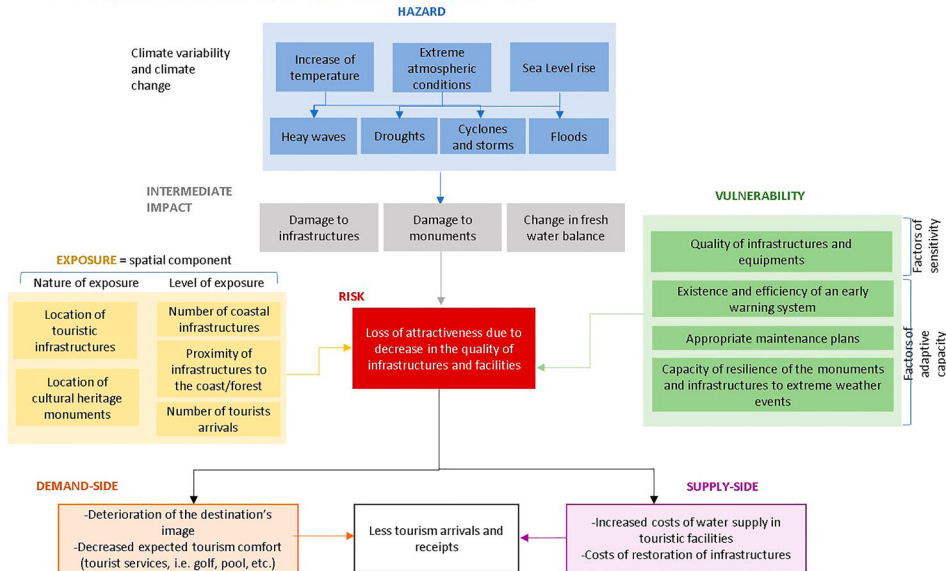 HAZARD
Climate variability
and climate
change
Increase of
temperature
Extreme
atmospheric
conditions
Sea Level rise
Heay waves
Droughts
Cyclones
and storms
Floods
INTERMEDIATE
IMPACT
Damage to
infrastructures
Damage to
monuments
Change in fresh
water balance
VULNERABILITY
Quality of infrastructures and
equipments
Factors of
sensitivity
Existence and efficiency of an early
warning system
Appropriate maintenance plans
Capacity of resilience of the monuments
and infrastructures to extreme weather
events
Factors of
adaptive
capacity
EXPOSURE = spatial component
Nature of exposure
Level of exposure
Location of
touristic
infrastructures
Location of
cultural heritage
monuments
Number of coastal
infrastructures
Proximity of
infrastructures to
the coast/forest
Number of tourists
arrivals
RISK
Loss of attractiveness due to
decrease in the quality of
infrastructures and facilities
DEMAND-SIDE
-Deterioration of the destination's
image
-Decreased expected tourism comfort
(tourist services, i.e. golf, pool, etc.)
Less tourism arrivals and
receipts
SUPPLY-SIDE
-Increased costs of water supply in
touristic facilities
-Costs of restoration of infrastructures